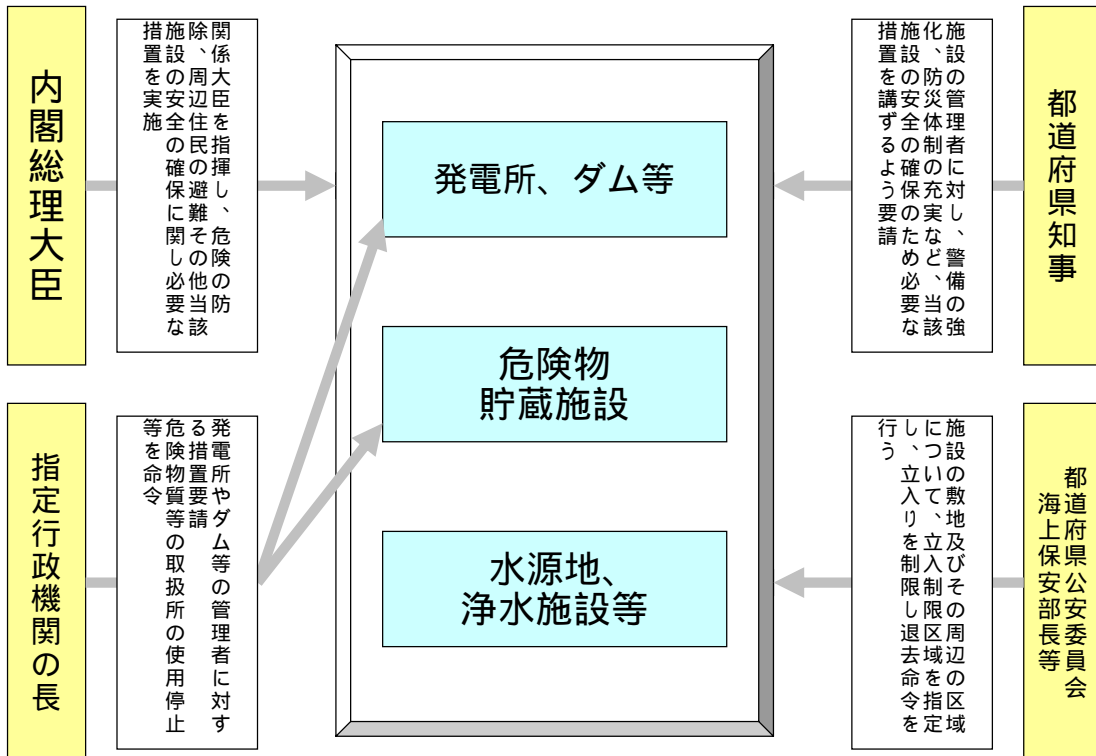 内閣総理大臣
関係大臣を指揮し、危険の防
除、周辺住民の避難その他当該
施設の安全の確保に関し必要な
措置を実施
指定行政機関の長
発電所やダム等の管理者に対す
る措置要請
危険物質等の取扱所の使用停止
等を命令
発電所、ダム等
危険物
貯蔵施設
水源地、
浄水施設等
施設の管理者に対し、警備の強
化、防災体制の充実など、当該
施設の安全の確保のため必要な
措置を講ずるよう要請
都道府県知事
施設の敷地及びその周辺の区域
について、立入制限区域を指定
し、立入りを制限し退去命令を
行う
都道府県公安委員会
海上保安部長等